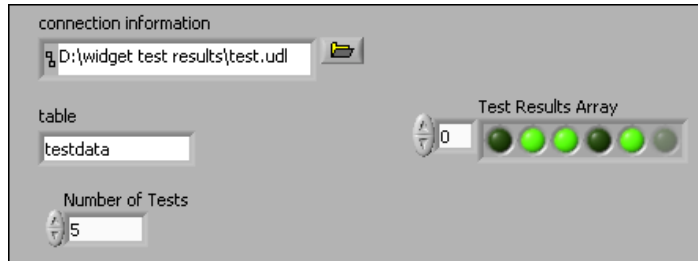 connection information
D:\widget test results\test.udl
table
testdata
Test Results Array
0
Number of Tests
5